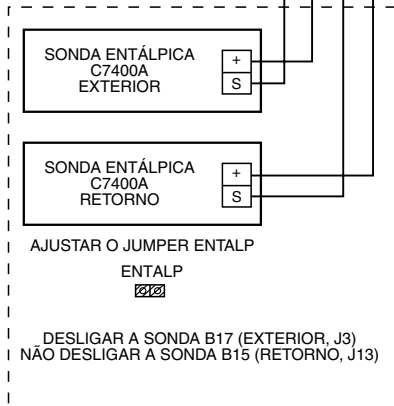 SONDA ENTÁLPICA
C7400A
EXTERIOR
+
S
SONDA ENTÁLPICA
C7400A
RETORNO
+
S
AJUSTAR O JUMPER ENTALP
ENTALP
DESLIGAR A SONDA B17 (EXTERIOR, J3)
NÃO DESLIGAR A SONDA B15 (RETORNO, J13)